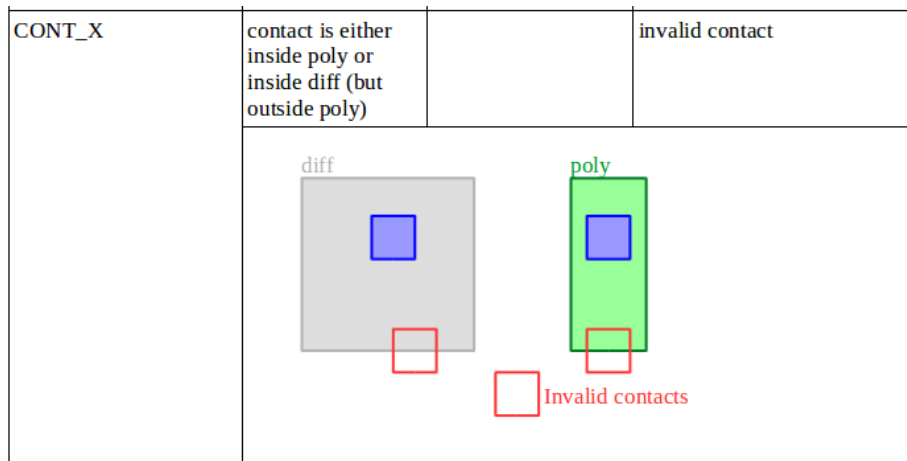 CONT_X
contact is either
inside poly or
inside diff (but
outside poly)
invalid contact
diff
poly
Invalid contacts